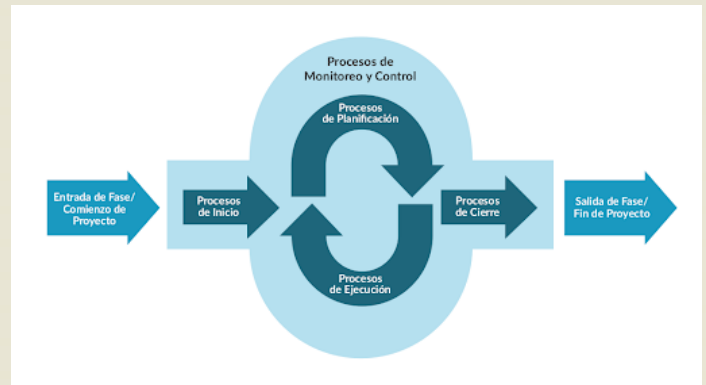 Procesos de
Monitoreo y Control
Procesos
de Planificación
Entrada de Fase/
Comienzo de
Proyecto
Procesos
de Inicio
Procesos
de Cierre
Salida de Fase/
Fin de Proyecto
Procesos
de Ejecución